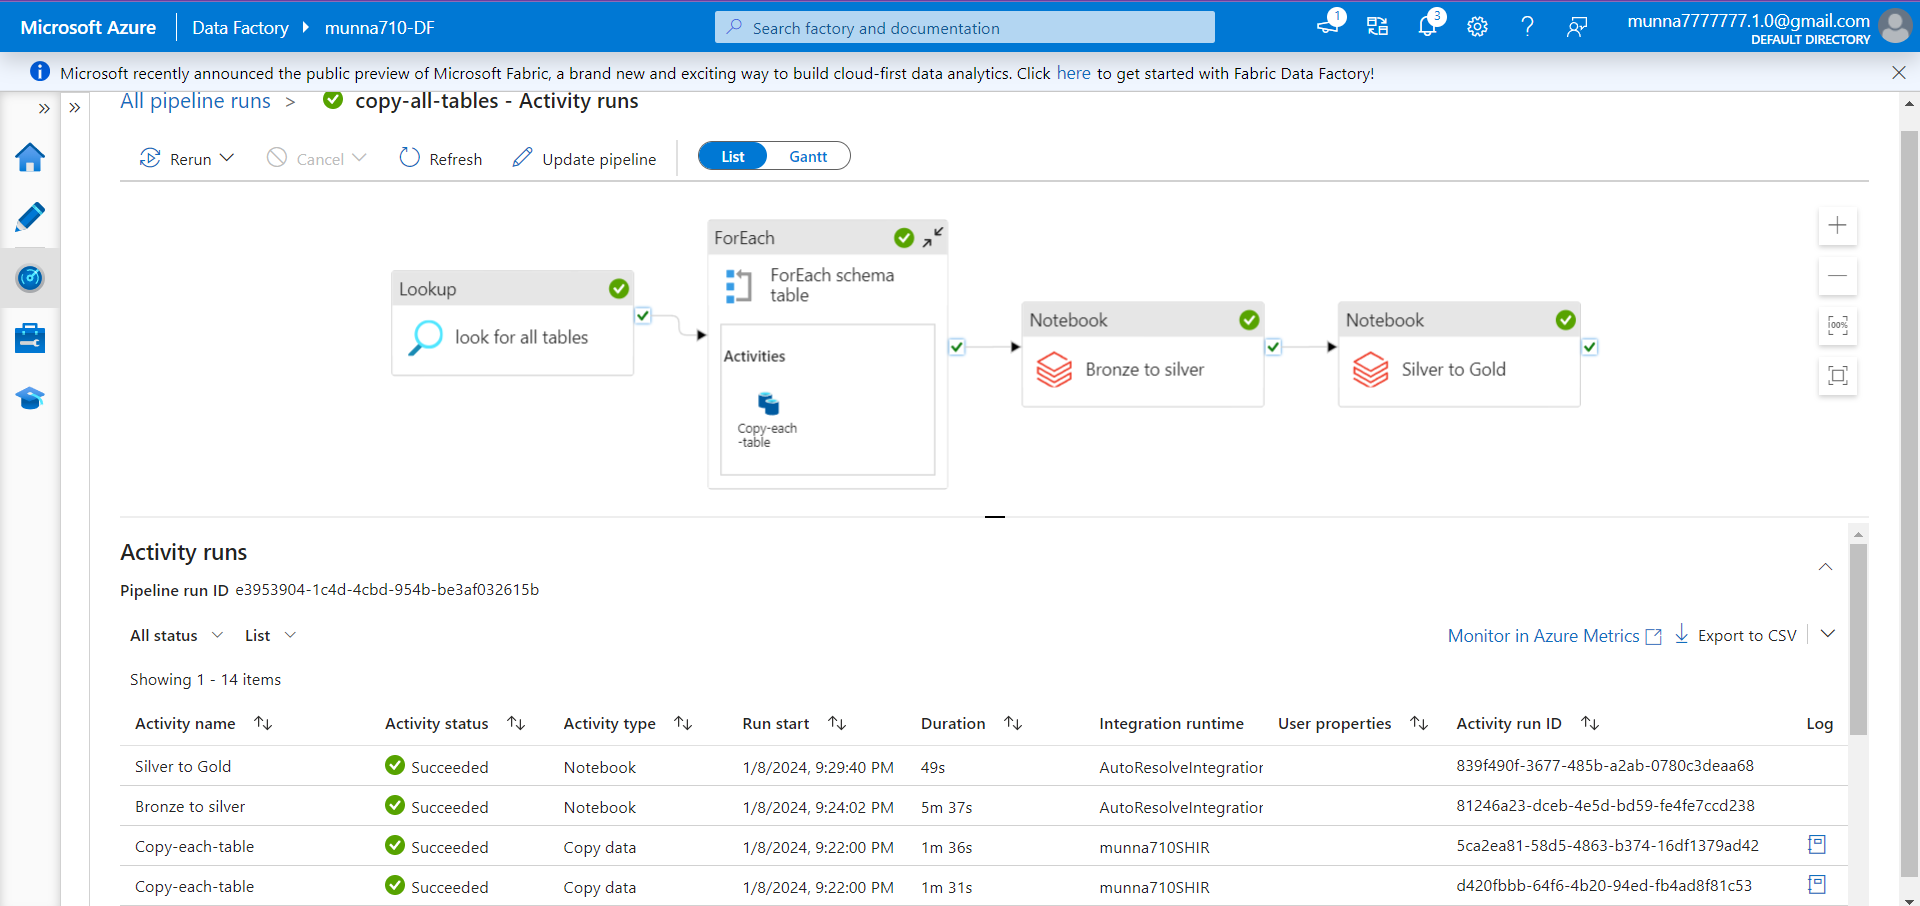 Microsoft Azure Data Factory munna710-DF Search factory and documentation 1 3 munna7777777.1.0@gmail.com
DEFAULT DIRECTORY
Microsoft recently announced the public preview of Microsoft Fabric, a brand new and exciting way to build cloud-first data analytics. Click here to get started with Fabric Data Factory!
All pipeline runs > copy-all-tables - Activity runs
Rerun Cancel Refresh Update pipeline List Gantt
Lookup
look for all tables
ForEach
ForEach schema
table
Activities
Copy-each
-table
Notebook
Bronze to silver
Notebook
Silver to Gold
100%
Activity runs
Pipeline run ID e3953904-1c4d-4cbd-954b-be3af032615b
All status List Monitor in Azure Metrics Export to CSV
Showing 1 - 14 items
Activity name Activity status Activity type Run start Duration Integration runtime User properties Activity run ID Log
Silver to Gold Succeeded Notebook 1/8/2024, 9:29:40 PM 49s AutoResolveIntegration 839f490f-3677-485b-a2ab-0780c3deaa68
Bronze to silver Succeeded Notebook 1/8/2024, 9:24:02 PM 5m 37s AutoResolveIntegration 81246a23-dceb-4e5d-bd59-fe4fe7ccd238
Copy-each-table Succeeded Copy data 1/8/2024, 9:22:00 PM 1m 36s munna710SHIR 5ca2ea81-58d5-4863-b374-16df1379ad42
Copy-each-table Succeeded Copy data 1/8/2024, 9:22:00 PM 1m 31s munna710SHIR d420fbbb-64f6-4b20-94ed-fb4ad8f81c53